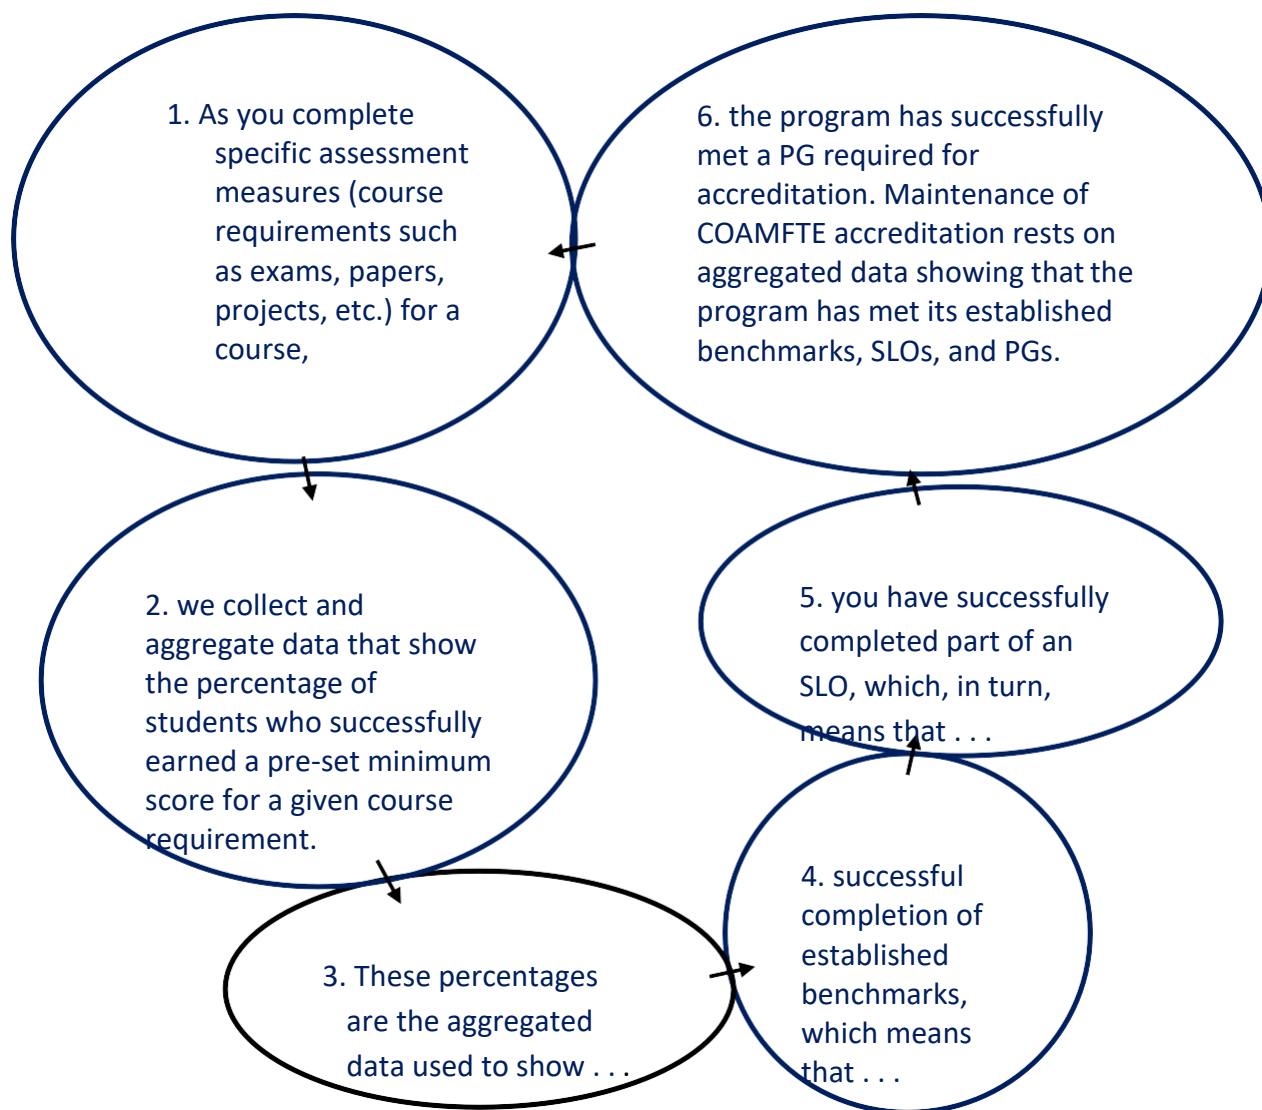 1. As you complete
specific assessment
measures (course
requirements such
as exams, papers,
projects, etc.) for a
course,
2. we collect and
aggregate data that show
the percentage of
students who successfully
earned a pre-set minimum
score for a given course
requirement.
3. These percentages
are the aggregated
data used to show . . .
4. successful
completion of
established
benchmarks,
which means
that . . .
5. you have successfully
completed part of an
SLO, which, in turn,
means that . . .
6. the program has successfully
met a PG required for
accreditation. Maintenance of
COAMFTE accreditation rests on
aggregated data showing that the
program has met its established
benchmarks, SLOs, and PGs.